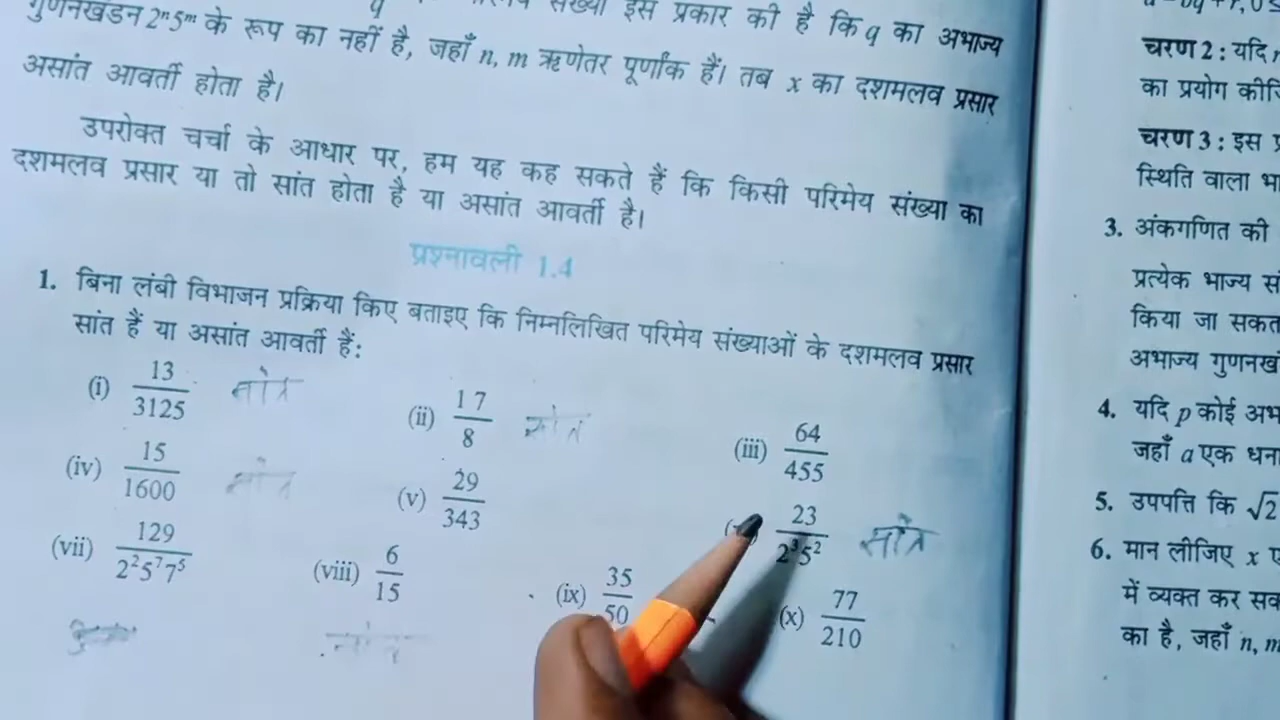 गुणनखंडन 2ⁿ5ᵐ के रूप का नहीं है, जहाँ n, m ऋणेतर पूर्णांक हैं। तब x का दशमलव प्रसार
संख्या इस प्रकार की है कि q का अभाज्य
असांत आवर्ती होता है।
उपरोक्त चर्चा के आधार पर, हम यह कह सकते हैं कि किसी परिमेय संख्या का
दशमलव प्रसार या तो सांत होता है या असांत आवर्ती है।
प्रश्नावली 1.4
1. बिना लंबी विभाजन प्रक्रिया किए बताइए कि निम्नलिखित परिमेय संख्याओं के दशमलव प्रसार
सांत हैं या असांत आवर्ती हैं:
(i) 13/3125 सांत (ii) 17/8 सांत (iii) 64/455
(iv) 15/1600 सांत (v) 29/343 23/2³5² सांत
(vii) 129/2²5⁷7⁵ (viii) 6/15 (ix) 35/50 (x) 77/210
सांत
चरण 2 : यदि
का प्रयोग
चरण 3 : इस
स्थिति वाला
3. अंकगणित की
प्रत्येक भाज्य
किया जा
अभाज्य
4. यदि p कोई
जहाँ a एक
5. उपपत्ति कि √2
6. मान लीजिए x
में व्यक्त कर
का है, जहाँ n, m